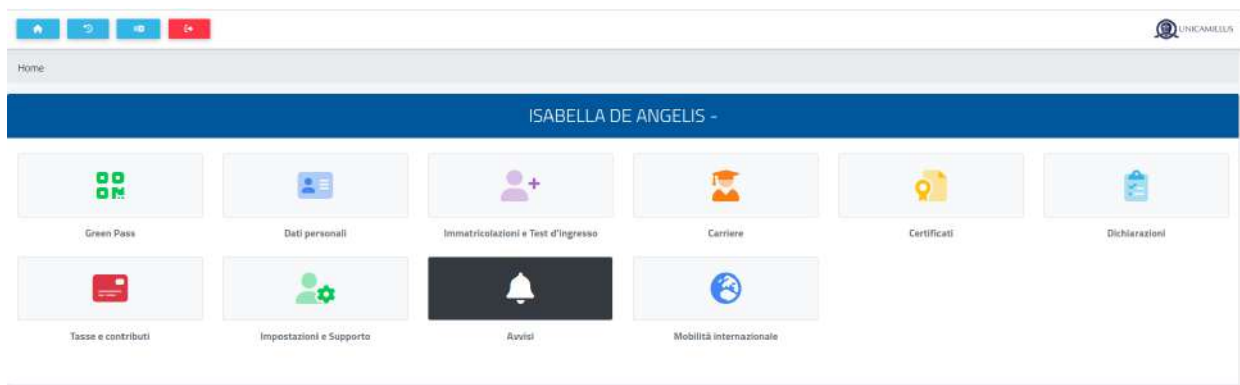 UNICAMILLUS
Home
ISABELLA DE ANGELIS -
Green Pass
Dati personali
Immatricolazioni e Test d'ingresso
Carriere
Certificati
Dichiarazioni
Tasse e contributi
Impostazioni e Supporto
Avvisi
Mobilità internazionale